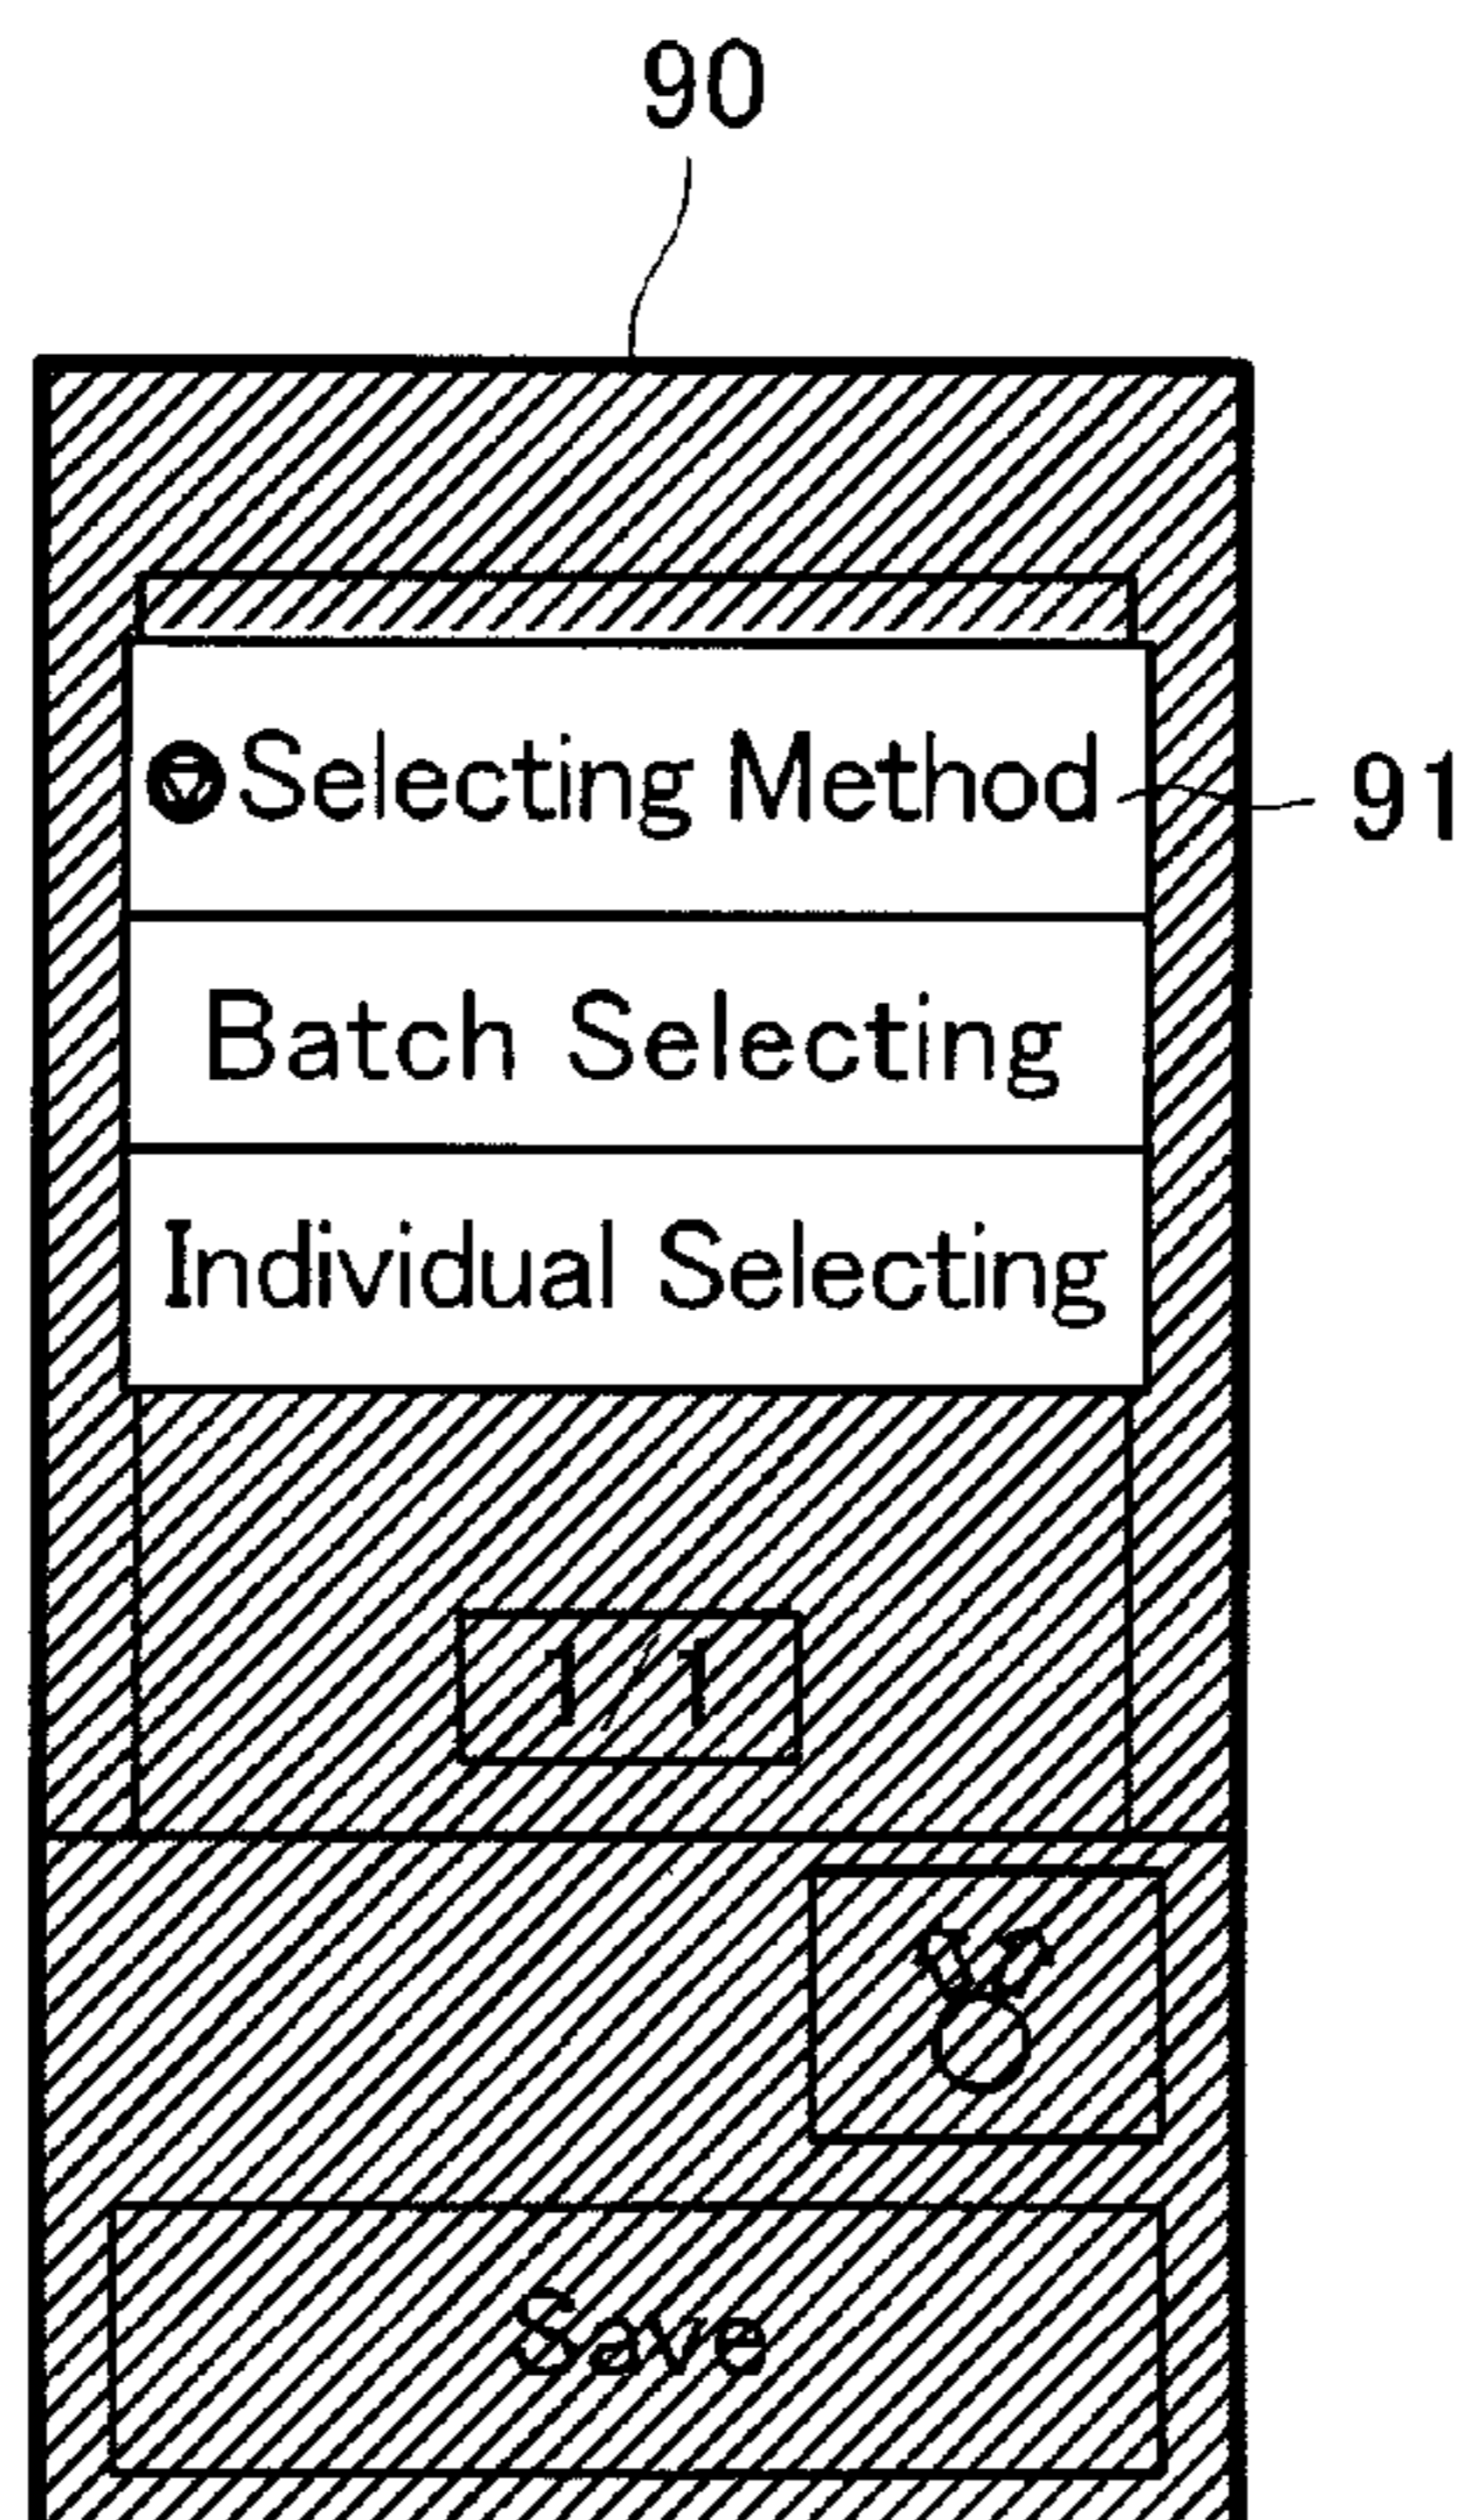 90
Selecting Method
91
Batch Selecting
Individual Selecting
1/1
Save